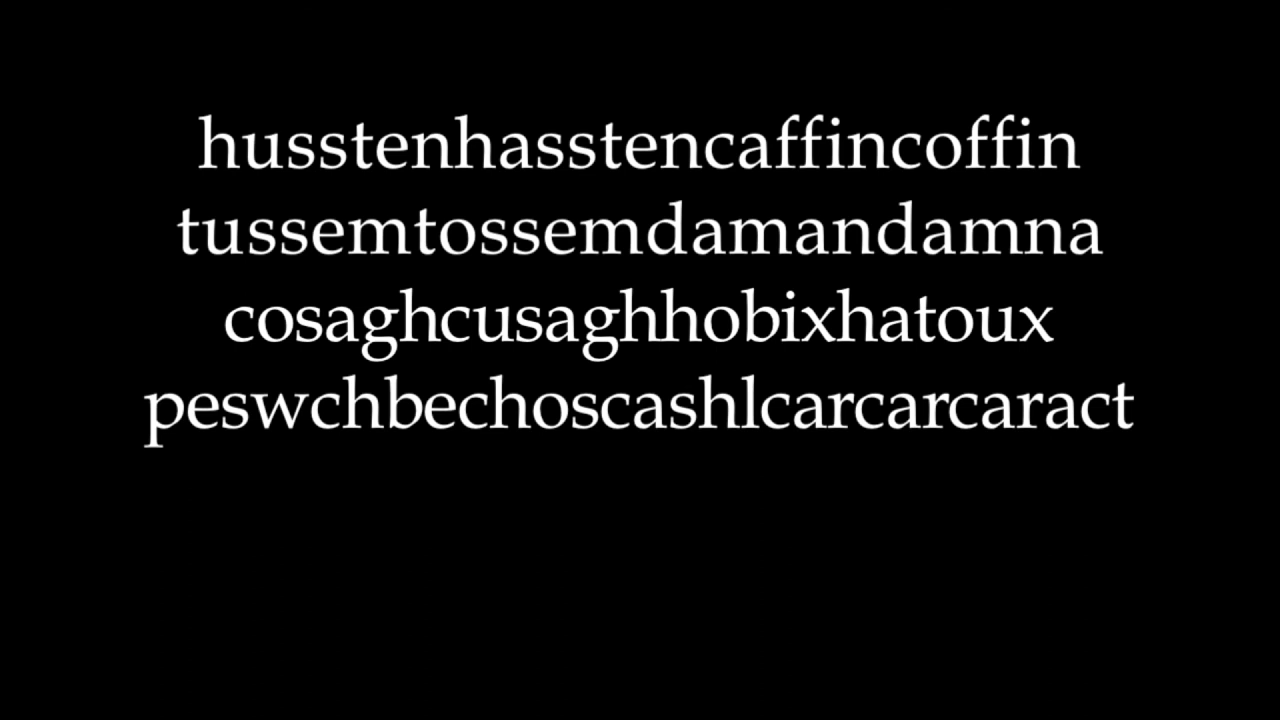 husstenhasstencaffincoffin
tussemtossemdamandamna
cosaghcusaghhobixhatoux
peswchbechoscashlcarcarcaract